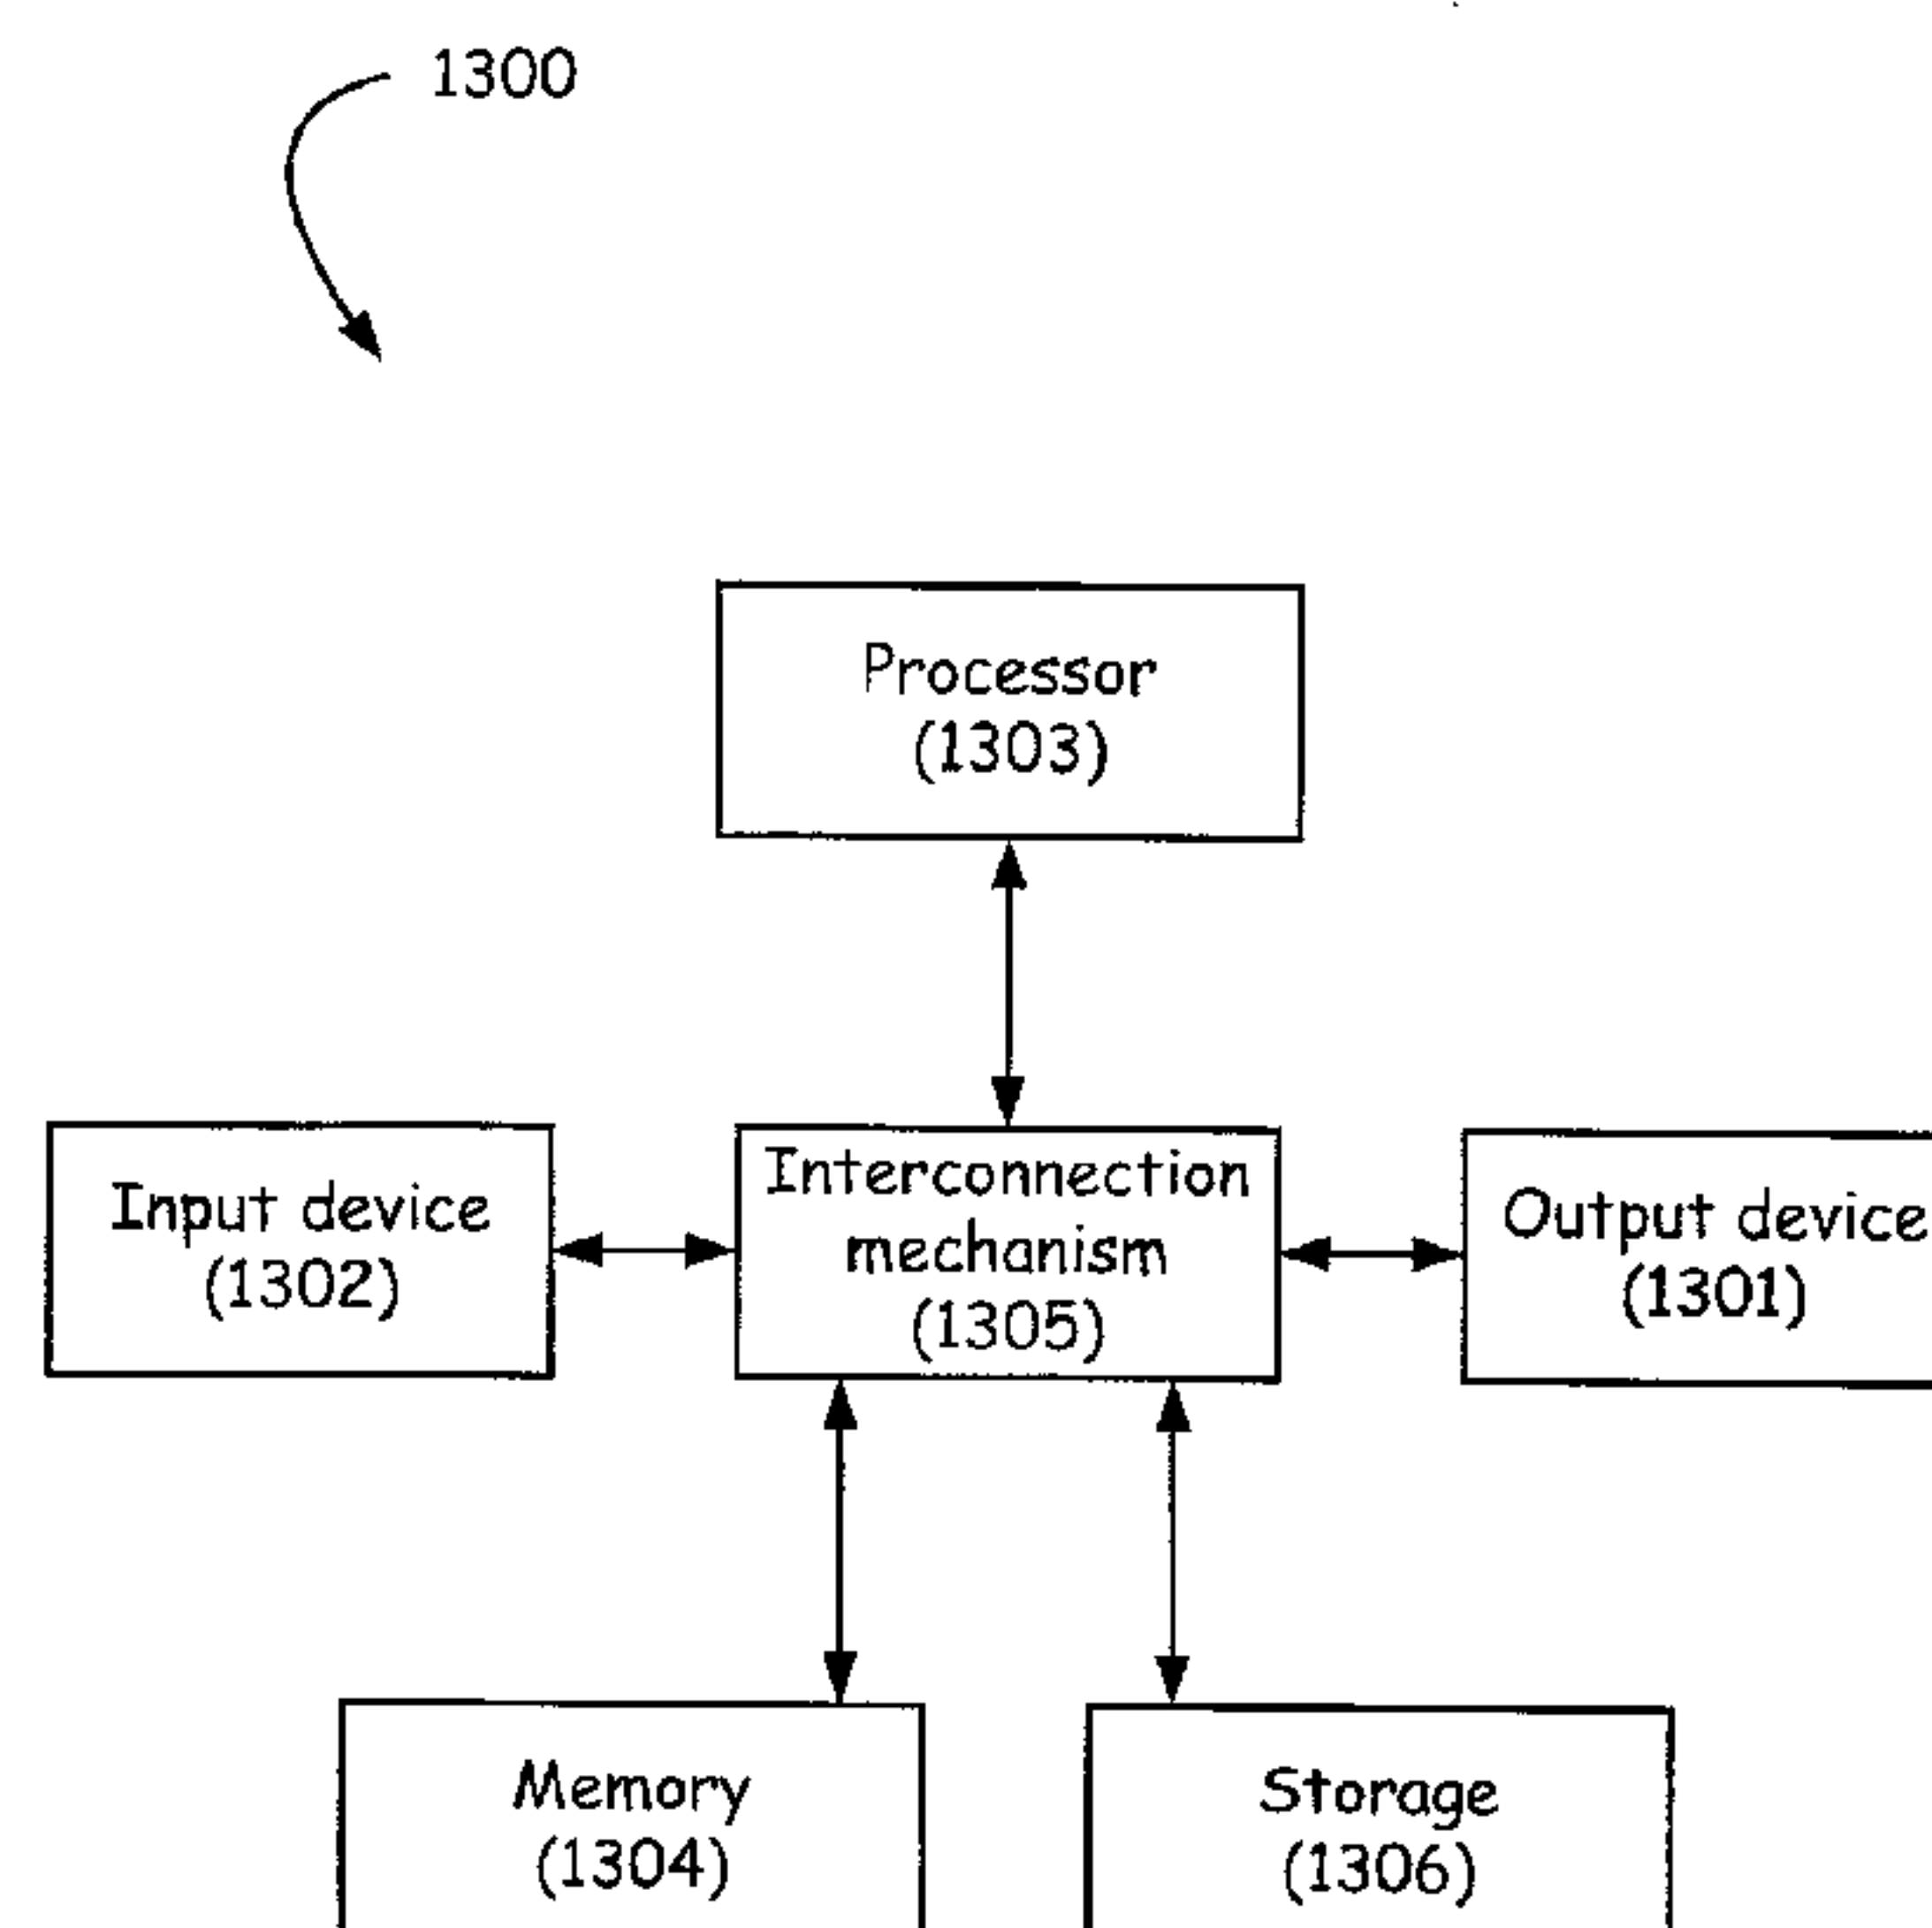 1300
Processor
(1303)
Input device
(1302)
Interconnection
mechanism
(1305)
Output device
(1301)
Memory
(1304)
Storage
(1306)